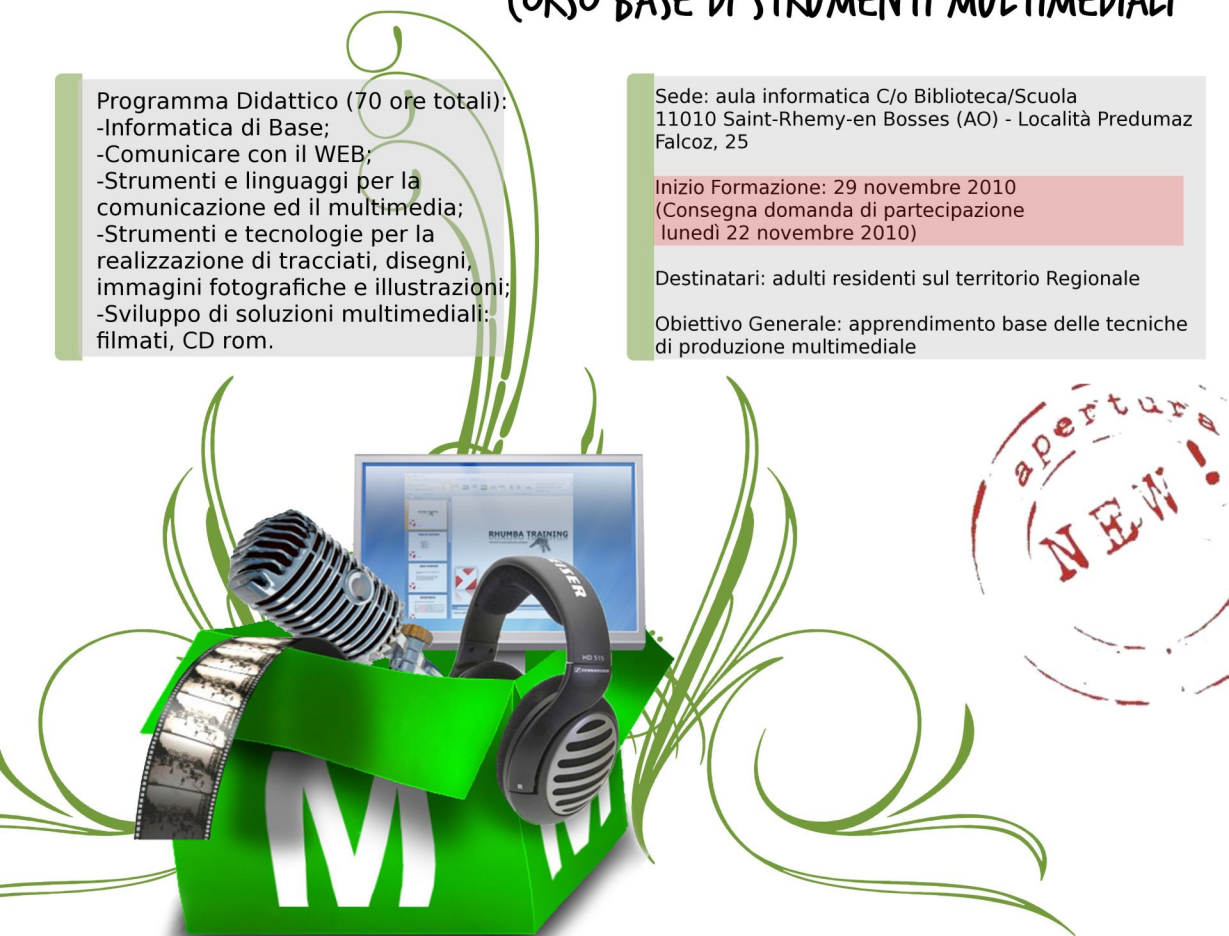 CORSO BASE DI STRUMENTI MULTIMEDIALI
Programma Didattico (70 ore totali):
-Informatica di Base;
-Comunicare con il WEB;
-Strumenti e linguaggi per la
comunicazione ed il multimedia;
-Strumenti e tecnologie per la
realizzazione di tracciati, disegni,
immagini fotografiche e illustrazioni;
-Sviluppo di soluzioni multimediali:
filmati, CD rom.
Sede: aula informatica C/o Biblioteca/Scuola
11010 Saint-Rhemy-en Bosses (AO) - Località Predumaz
Falcoz, 25
Inizio Formazione: 29 novembre 2010
(Consegna domanda di partecipazione
lunedì 22 novembre 2010)
Destinatari: adulti residenti sul territorio Regionale
Obiettivo Generale: apprendimento base delle tecniche
di produzione multimediale
apertura
NEW!
RHUMBA TRAINING
HD 515
M
M